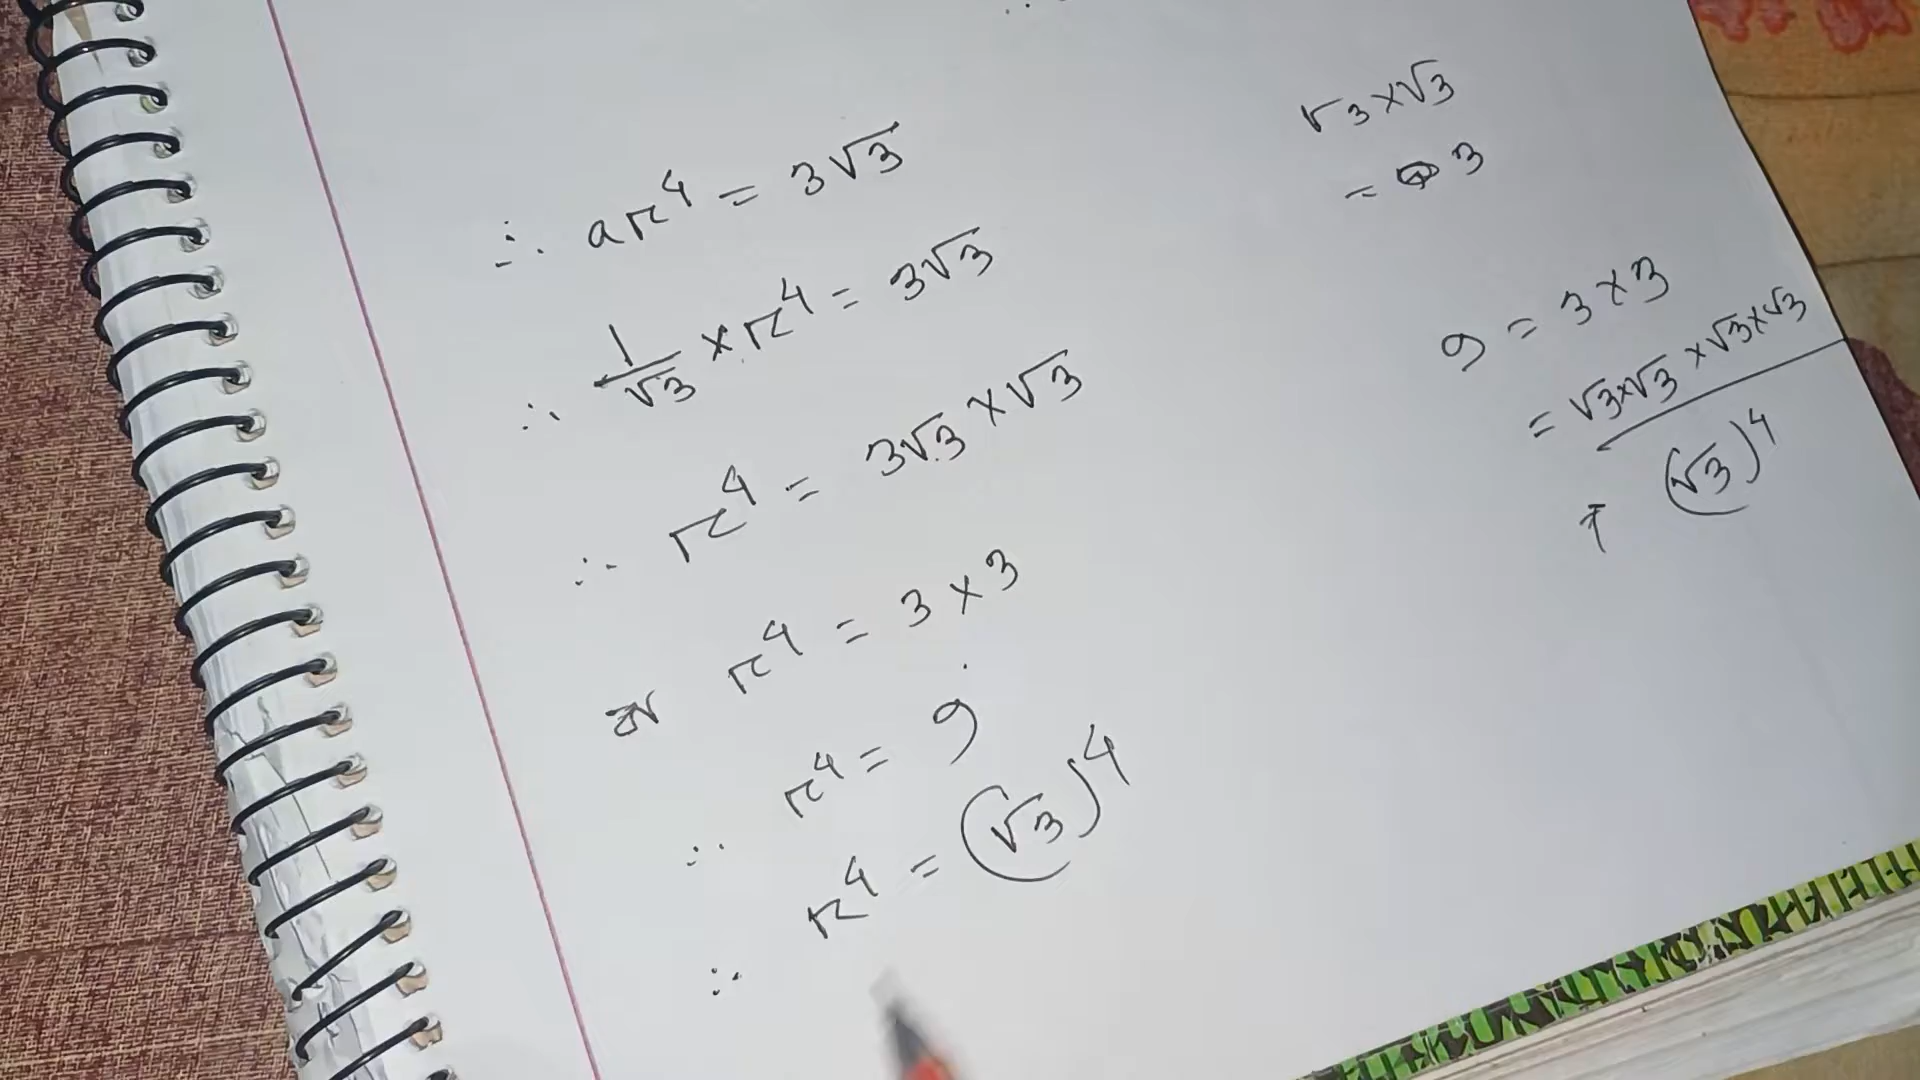 ∴ ar⁴ = 3√3
∴ 1/√3 × r⁴ = 3√3
∴ r⁴ = 3√3 × √3
বা r⁴ = 3 × 3
∴ r⁴ = 9
∴ r⁴ = (√3)⁴
√3 × √3
= 3
9 = 3 × 3
= √3×√3 × √3×√3
(√3)⁴